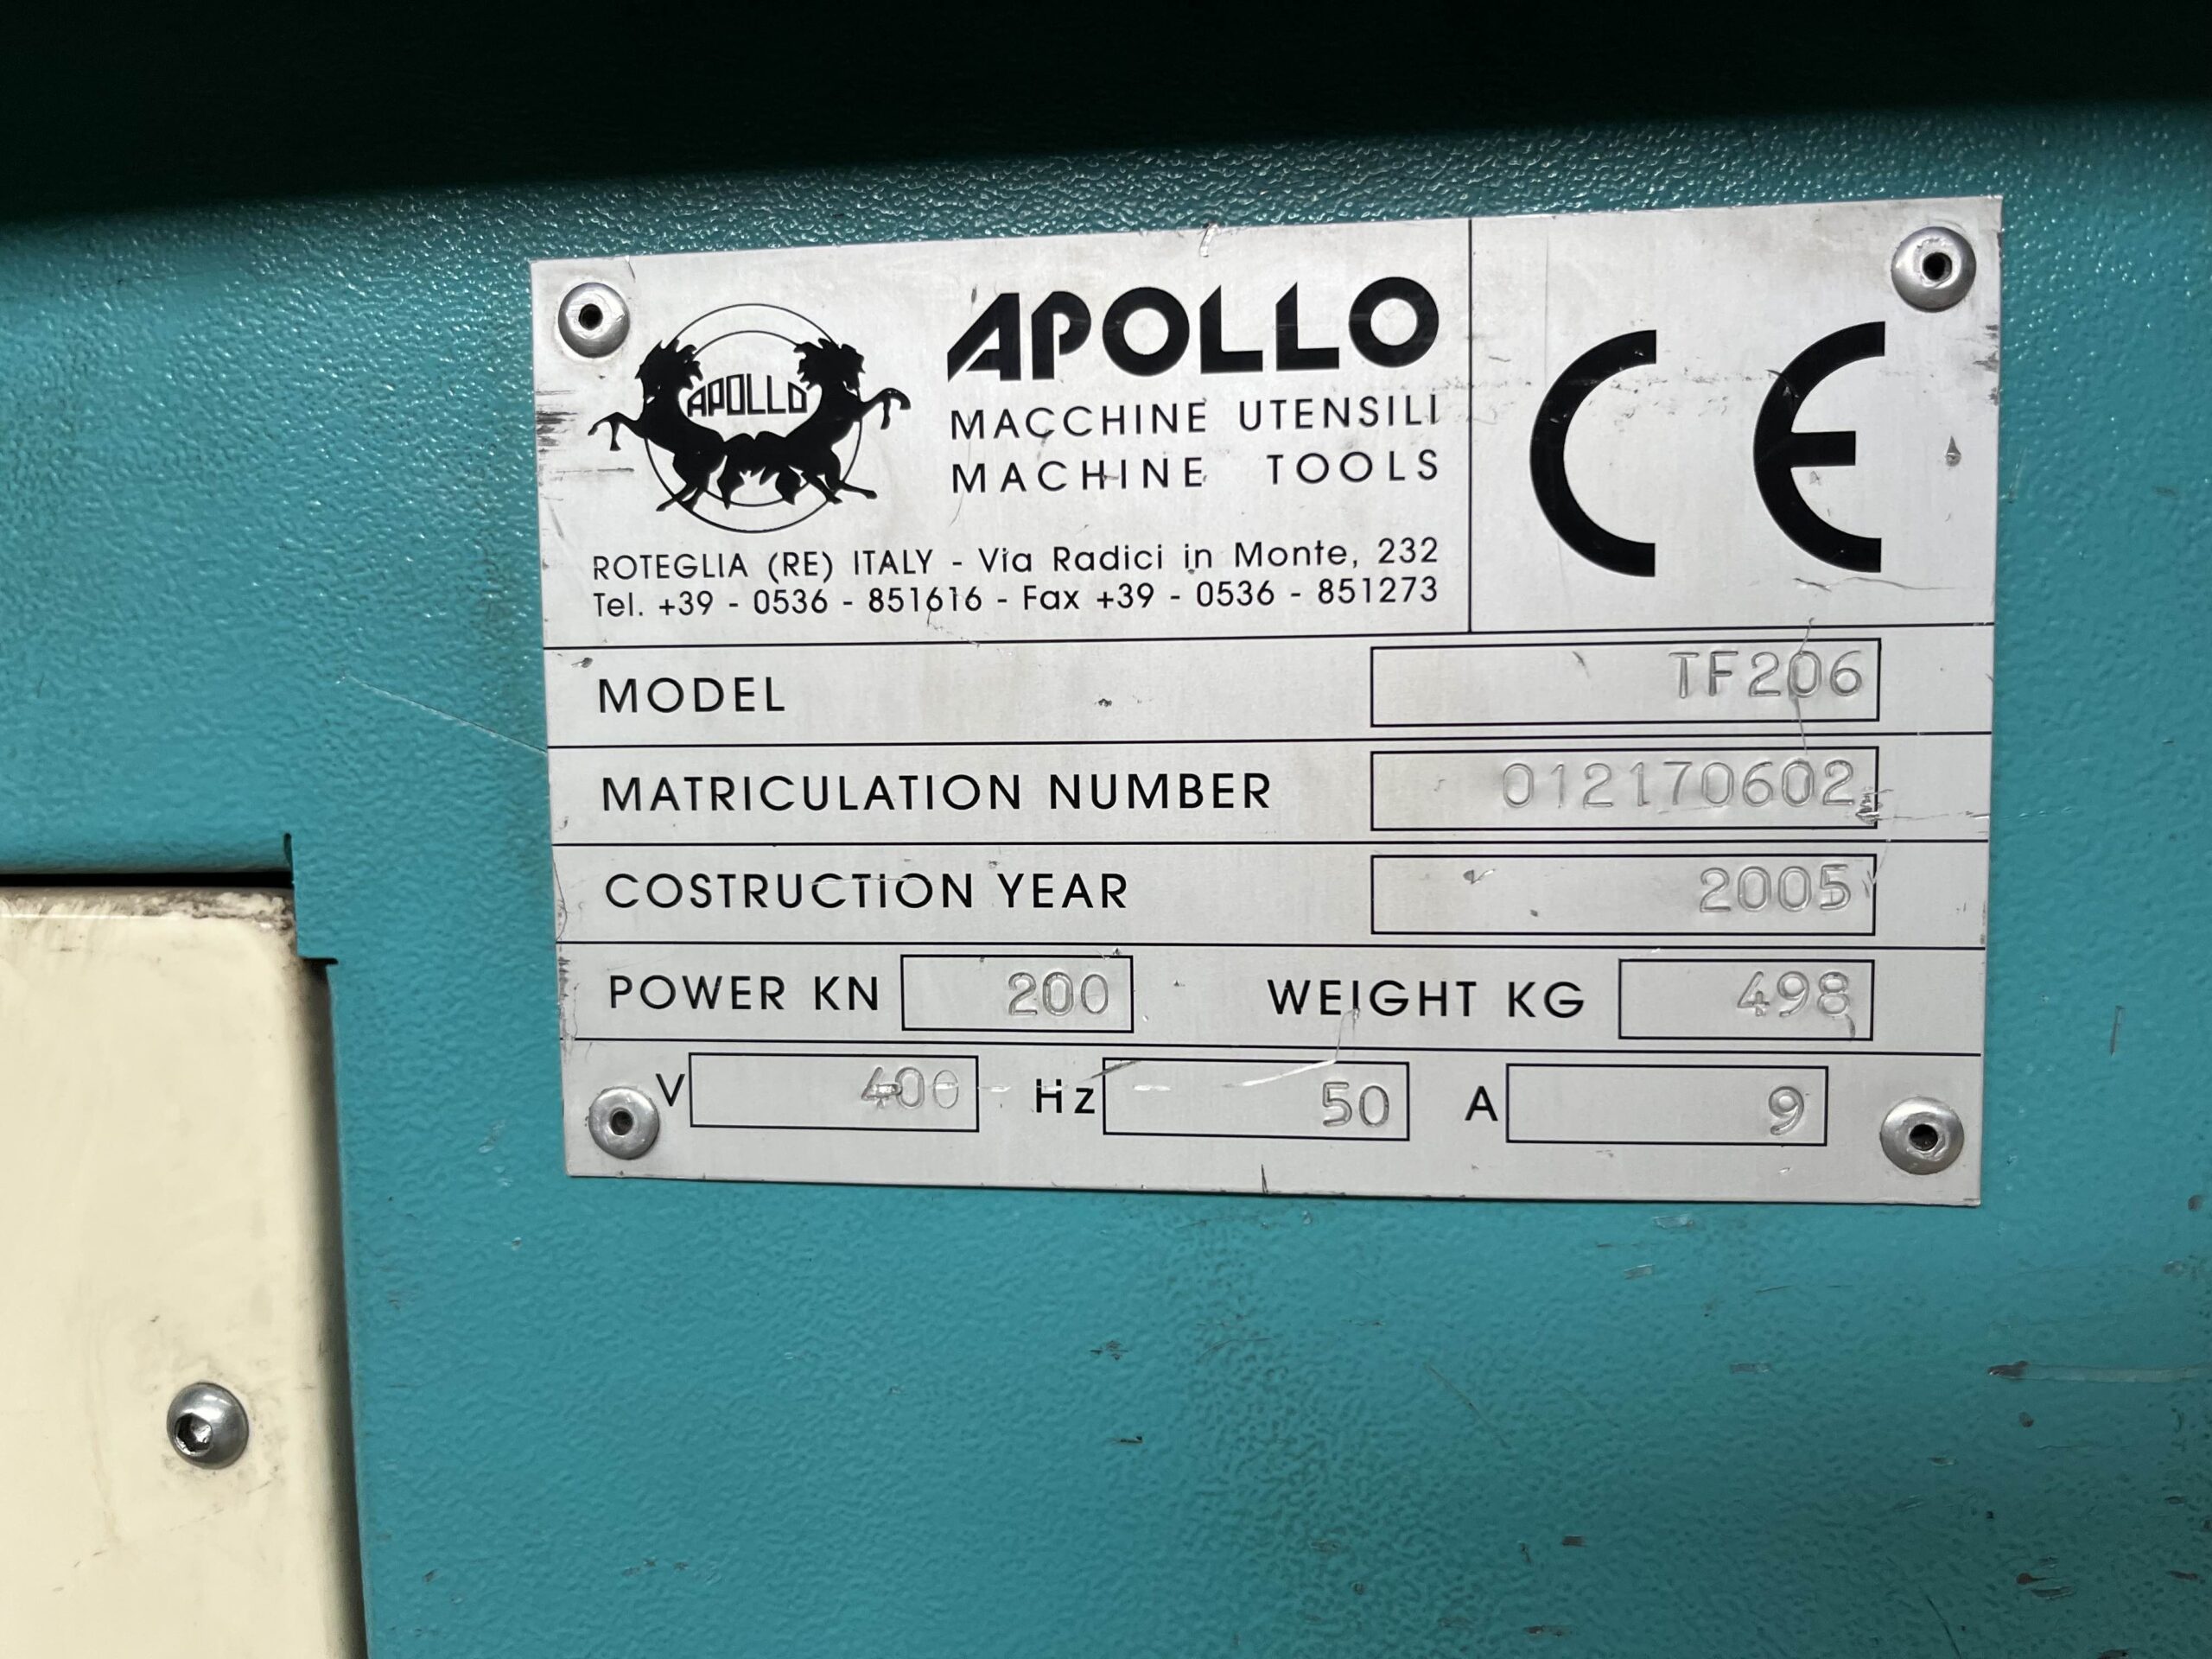 APOLLO
APOLLO
MACCHINE UTENSILI
MACHINE TOOLS
CE
ROTEGLIA (RE) ITALY - Via Radici in Monte, 232
Tel. +39 - 0536 - 851616 - Fax +39 - 0536 - 851273
MODEL TF206
MATRICULATION NUMBER 012170602
COSTRUCTION YEAR 2005
POWER KN 200 WEIGHT KG 498
V 400 Hz 50 A 9